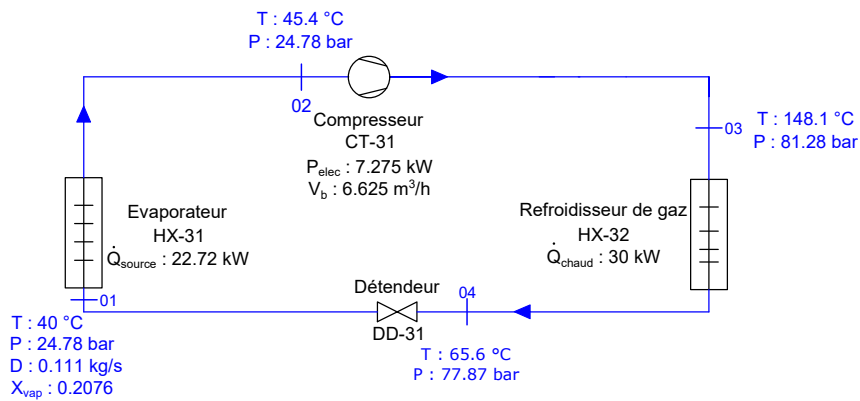 T : 45.4 °C
P : 24.78 bar
02
Compresseur
CT-31
Pelec : 7.275 kW
Vb : 6.625 m³/h
03
T : 148.1 °C
P : 81.28 bar
Evaporateur
HX-31
Q̇source : 22.72 kW
Refroidisseur de gaz
HX-32
Q̇chaud : 30 kW
01
T : 40 °C
P : 24.78 bar
D : 0.111 kg/s
Xvap : 0.2076
Détendeur
DD-31
04
T : 65.6 °C
P : 77.87 bar